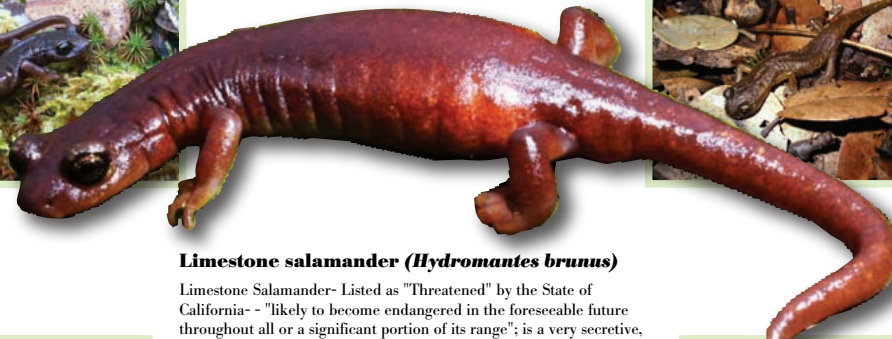 Limestone salamander (Hydromantes brunus)
Limestone Salamander- Listed as "Threatened" by the State of
California- - "likely to become endangered in the foreseeable future
throughout all or a significant portion of its range"; is a very secretive,